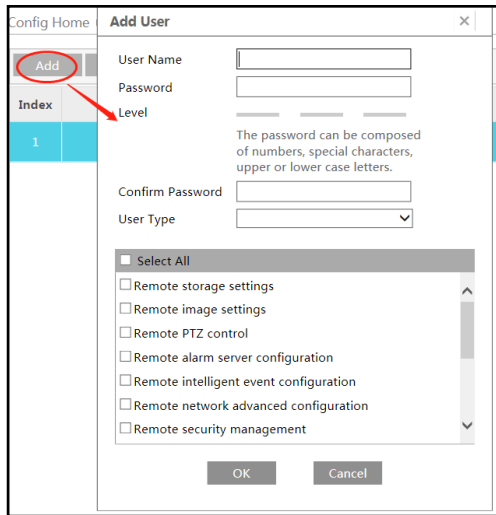 Config Home
Add User
×
Add
User Name
Password
Level
Index
1
The password can be composed
of numbers, special characters,
upper or lower case letters.
Confirm Password
User Type
Select All
Remote storage settings
Remote image settings
Remote PTZ control
Remote alarm server configuration
Remote intelligent event configuration
Remote network advanced configuration
Remote security management
OK
Cancel